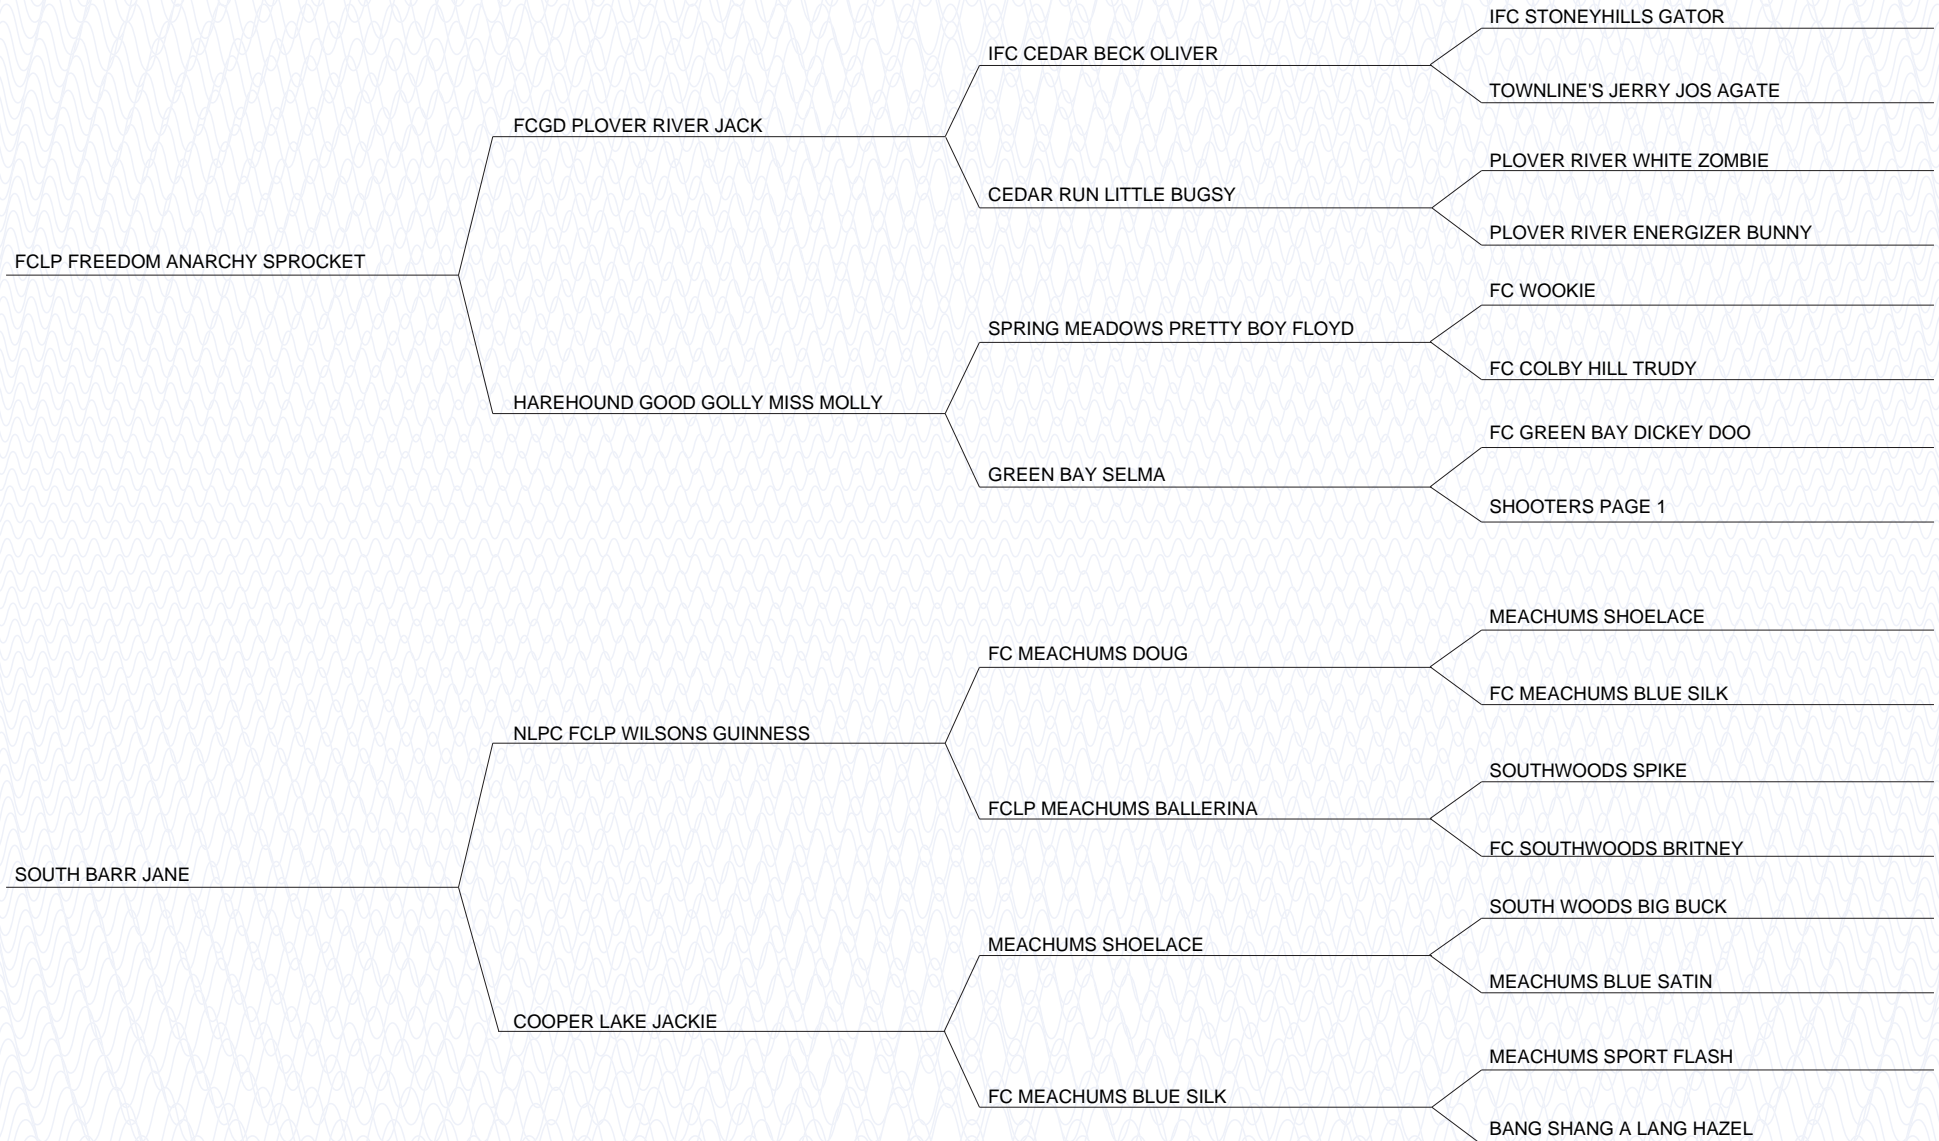 IFC STONEYHILLS GATOR
IFC CEDAR BECK OLIVER
TOWNLINE'S JERRY JOS AGATE
FCGD PLOVER RIVER JACK
PLOVER RIVER WHITE ZOMBIE
CEDAR RUN LITTLE BUGSY
PLOVER RIVER ENERGIZER BUNNY
FCLP FREEDOM ANARCHY SPROCKET
FC WOOKIE
SPRING MEADOWS PRETTY BOY FLOYD
FC COLBY HILL TRUDY
HAREHOUND GOOD GOLLY MISS MOLLY
FC GREEN BAY DICKEY DOO
GREEN BAY SELMA
SHOOTERS PAGE 1
MEACHUMS SHOELACE
FC MEACHUMS DOUG
FC MEACHUMS BLUE SILK
NLPC FCLP WILSONS GUINNESS
SOUTHWOODS SPIKE
FCLP MEACHUMS BALLERINA
FC SOUTHWOODS BRITNEY
SOUTH BARR JANE
SOUTH WOODS BIG BUCK
MEACHUMS SHOELACE
MEACHUMS BLUE SATIN
COOPER LAKE JACKIE
MEACHUMS SPORT FLASH
FC MEACHUMS BLUE SILK
BANG SHANG A LANG HAZEL